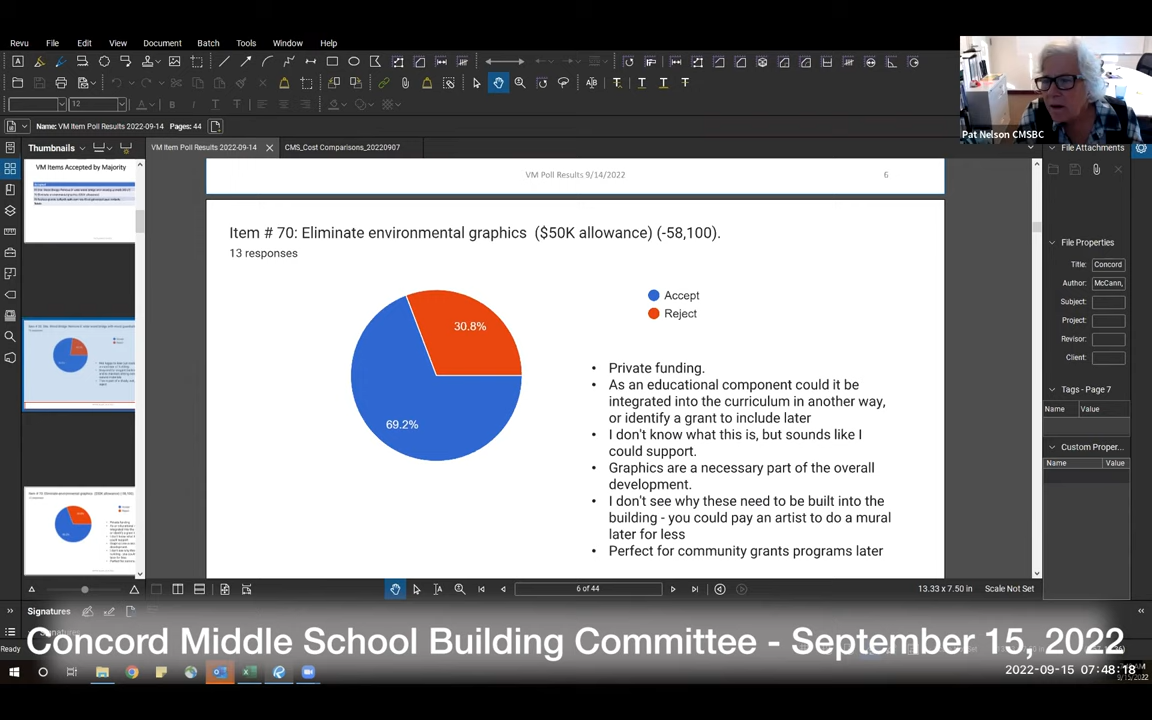 Revu File Edit View Document Batch Tools Window Help
12
Name: VM Item Poll Results 2022-09-14 Pages: 44
Pat Nelson CMSBC
Thumbnails
VM Item Poll Results 2022-09-14
CMS_Cost Comparisons_20220907
File Attachments
VM Items Accepted by Majority
VM Poll Results 9/14/2022
6
Item # 70: Eliminate environmental graphics ($50K allowance) (-58,100).
13 responses
Accept
Reject
30.8%
69.2%
• Private funding.
• As an educational component could it be
integrated into the curriculum in another way,
or identify a grant to include later
• I don't know what this is, but sounds like I
could support.
• Graphics are a necessary part of the overall
development.
• I don't see why these need to be built into the
building - you could pay an artist to do a mural
later for less
• Perfect for community grants programs later
File Properties
Title: Concord
Author: McCann,
Subject:
Project:
Revisor:
Client:
Tags - Page 7
Name Value
Custom Proper...
Name Value
6 of 44
13.33 x 7.50 in
Scale Not Set
Signatures
Ready
Concord Middle School Building Committee - September 15, 2022
2022-09-15 07:48:18